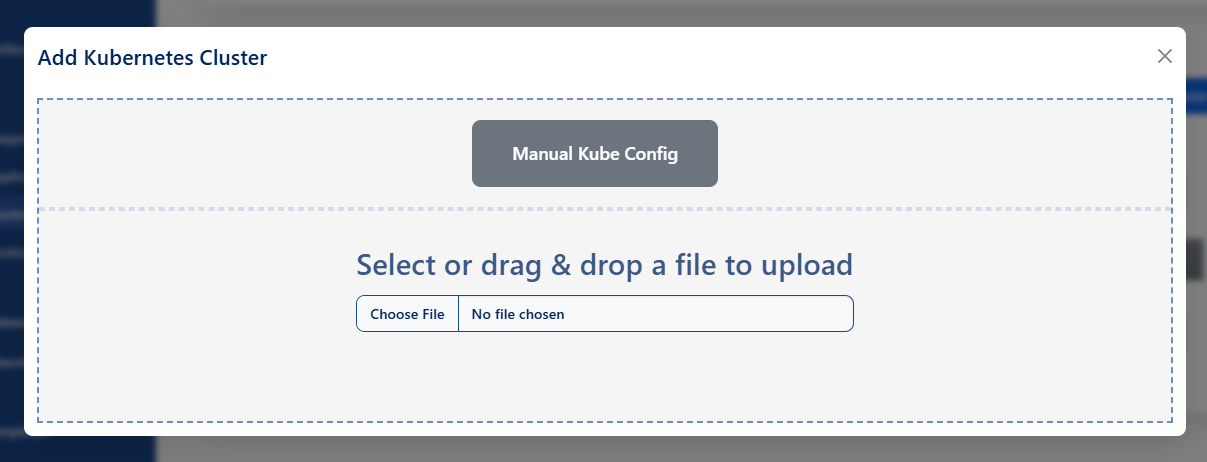 Add Kubernetes Cluster
Manual Kube Config
Select or drag & drop a file to upload
Choose File
No file chosen